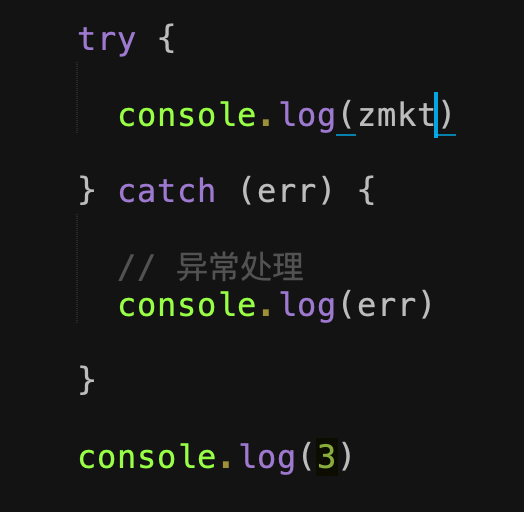 try {
console.log(zmkt)
} catch (err) {
// 异常处理
console.log(err)
}
console.log(3)